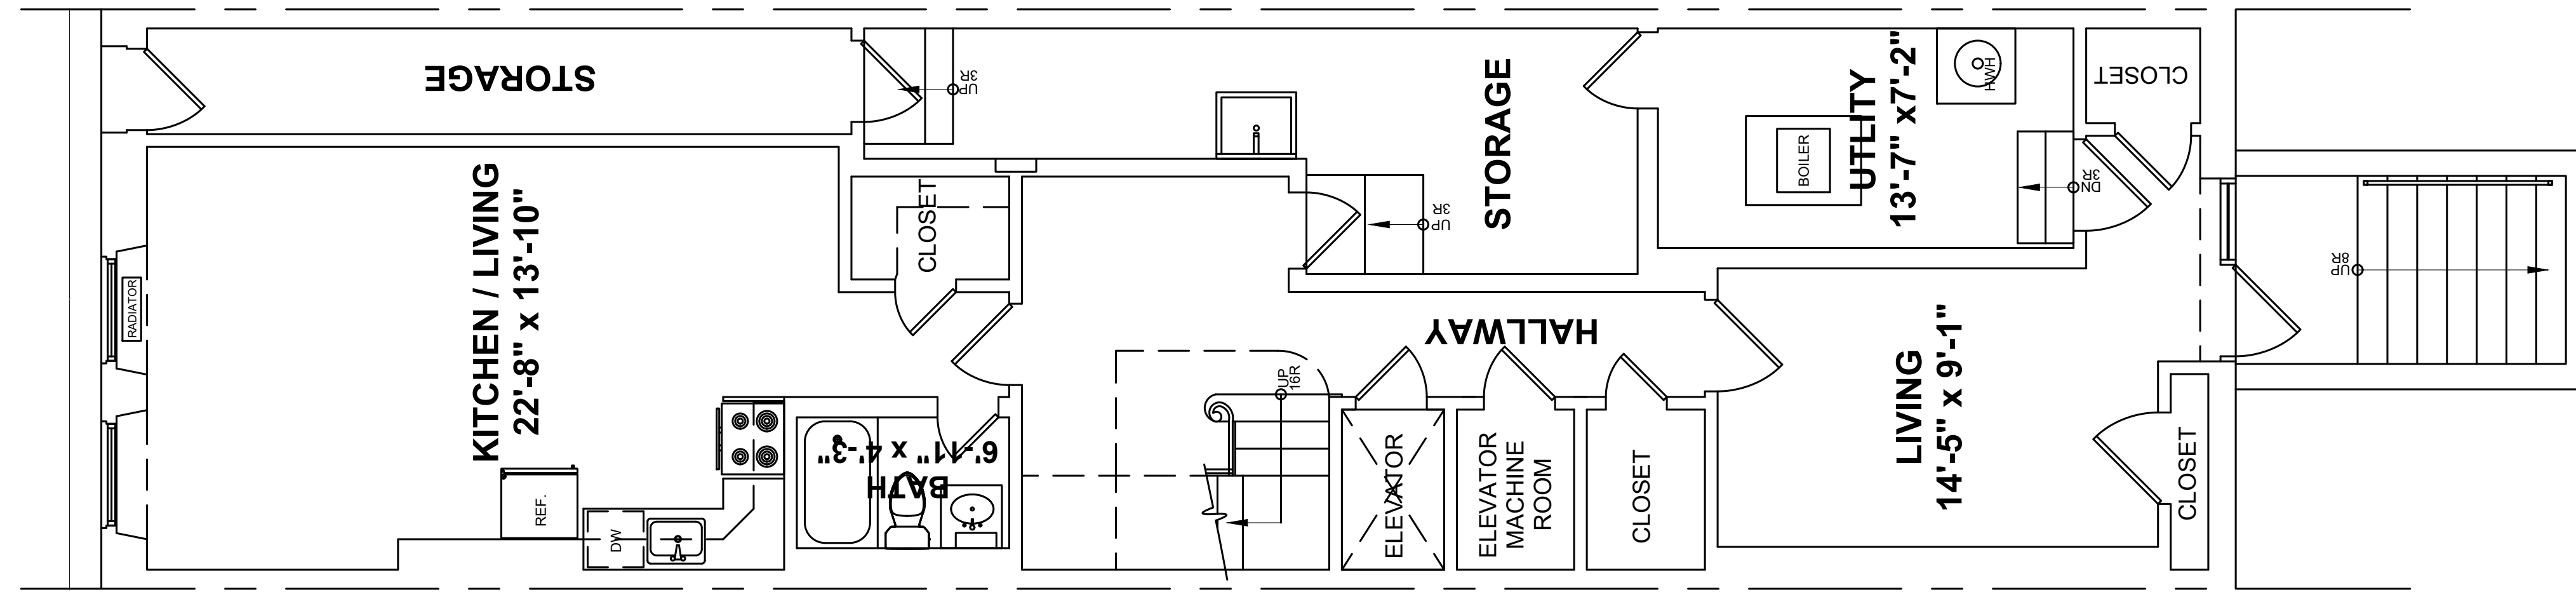 STORAGE
UP
3R
RADIATOR
KITCHEN / LIVING
22'-8" x 13'-10"
CLOSET
REF.
DW
BATH
6'-11" x 4'-3"
UP
16R
STORAGE
UP
3R
HALLWAY
ELEVATOR
ELEVATOR
MACHINE
ROOM
CLOSET
BOILER
UTLITY
13'-7" x7'-2"
HWH
DN
3R
CLOSET
LIVING
14'-5" x 9'-1"
CLOSET
UP
8R